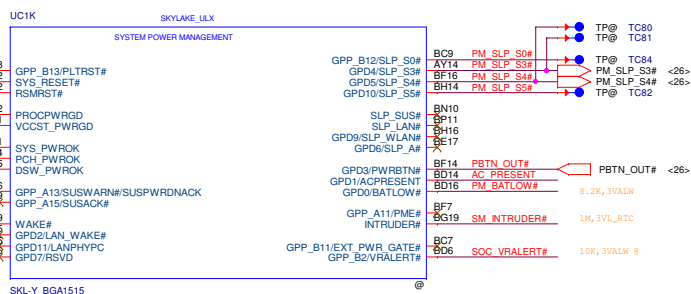 UC1K
SKYLAKE_ULX
SYSTEM POWER MANAGEMENT
TP@ TC80
TP@ TC81
GPP_B12/SLP_S0# BC9 PM_SLP_S0# TP@ TC84
GPP_B13/PLTRST# GPD4/SLP_S3# AY14 PM_SLP_S3# PM_SLP_S3# <26>
SYS_RESET# GPD5/SLP_S4# BF16 PM_SLP_S4# PM_SLP_S4# <26>
RSMRST# GPD10/SLP_S5# BH14 PM_SLP_S5# TP@ TC82
PROCPWRGD SLP_SUS# BN10
VCCST_PWRGD SLP_LAN# BP11
GPD9/SLP_WLAN# BH16
SYS_PWROK GPD6/SLP_A# BE17
PCH_PWROK
DSW_PWROK GPD3/PWRBTN# BF14 PBTN_OUT# PBTN_OUT# <26>
GPD1/ACPRESENT BD14 AC_PRESENT
GPP_A13/SUSWARN#/SUSPWRDNACK GPD0/BATLOW# BD16 PM_BATLOW# 8.2K,3VALW
GPP_A15/SUSACK#
GPP_A11/PME# BF7
WAKE# INTRUDER# BG19 SM_INTRUDER# 1M,3VL_RTC
GPD2/LAN_WAKE#
GPD11/LANPHYPC GPP_B11/EXT_PWR_GATE# BC7
GPD7/RSVD GPP_B2/VRALERT# BD6 SOC_VRALERT# 10K,3VALW @
SKL-Y_BGA1515 @